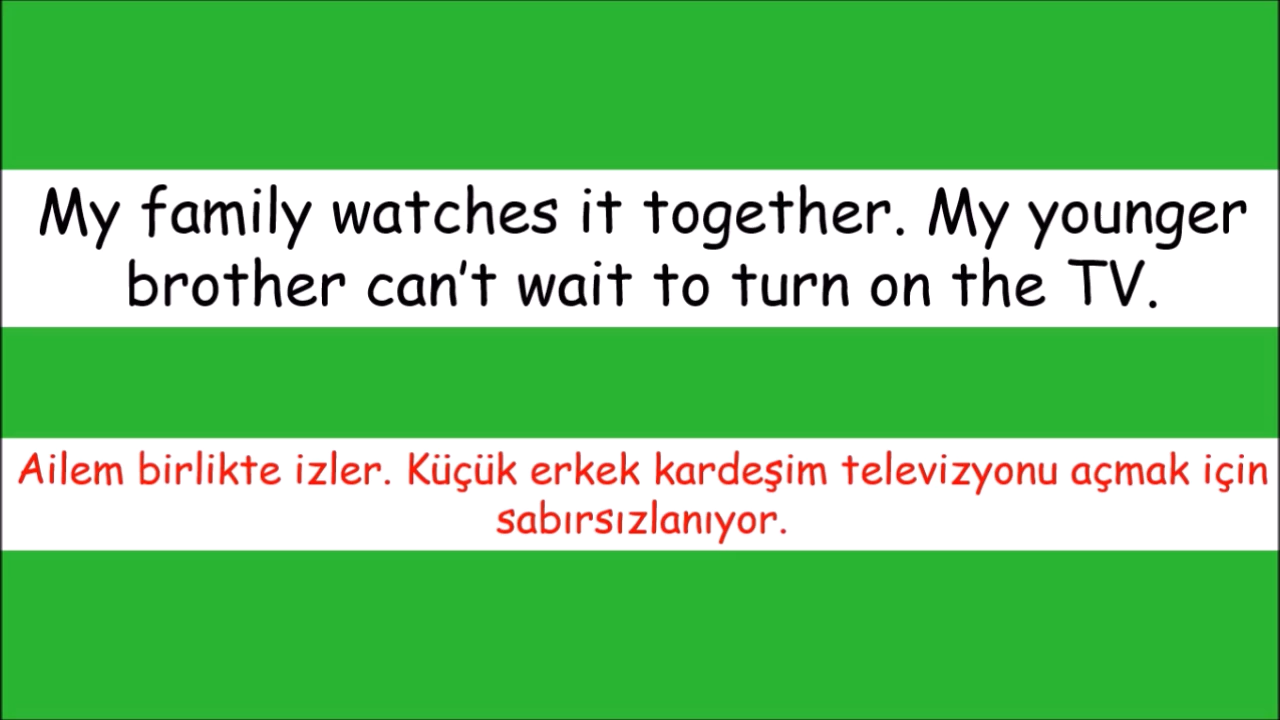 My family watches it together. My younger
brother can't wait to turn on the TV.
Ailem birlikte izler. Küçük erkek kardeşim televizyonu açmak için
sabırsızlanıyor.